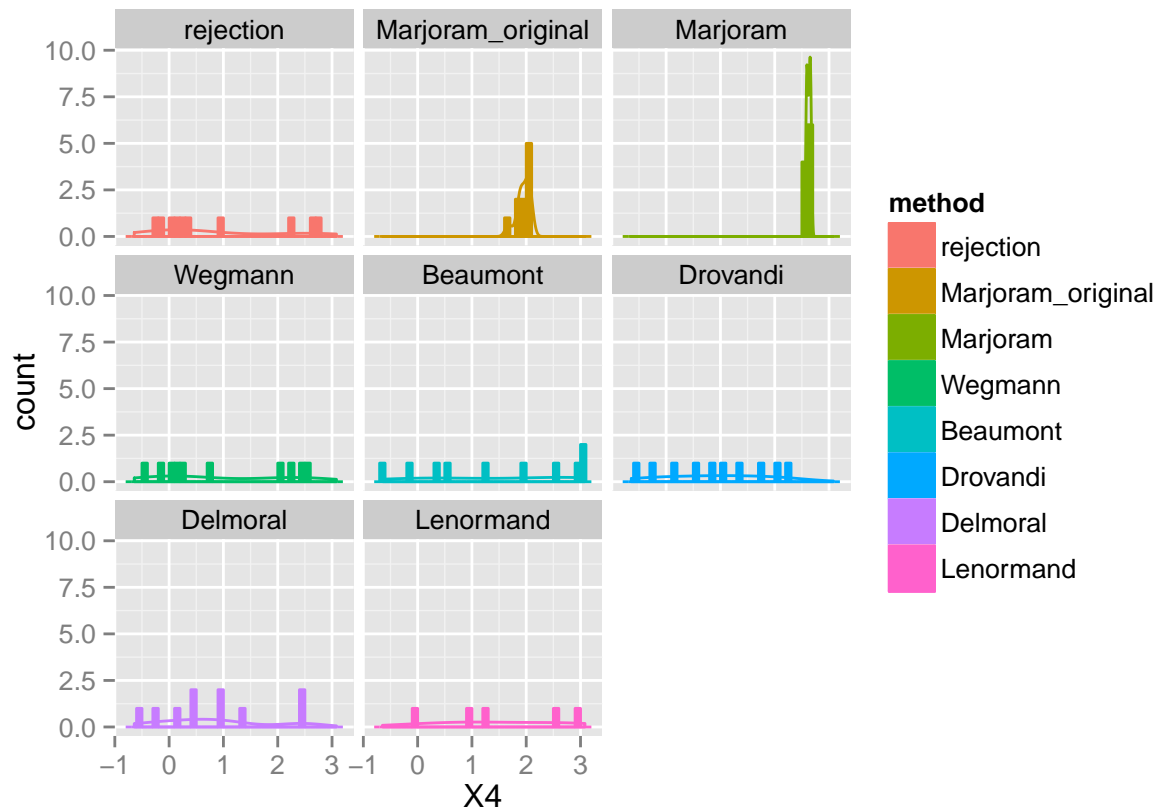 rejection Marjoram_original Marjoram
10.0
7.5
5.0
2.5
0.0
Wegmann Beaumont Drovandi
10.0
7.5
5.0
2.5
0.0
Delmoral Lenormand
10.0
7.5
5.0
2.5
0.0
−1 0 1 2 3 −1 0 1 2 3
X4
count
method
rejection
Marjoram_original
Marjoram
Wegmann
Beaumont
Drovandi
Delmoral
Lenormand